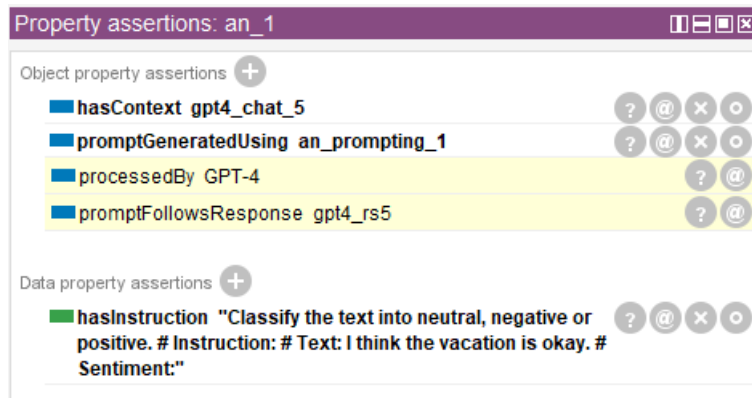 Property assertions: an_1
Object property assertions
hasContext gpt4_chat_5
promptGeneratedUsing an_prompting_1
processedBy GPT-4
promptFollowsResponse gpt4_rs5
Data property assertions
hasInstruction "Classify the text into neutral, negative or
positive. # Instruction: # Text: I think the vacation is okay. #
Sentiment:"